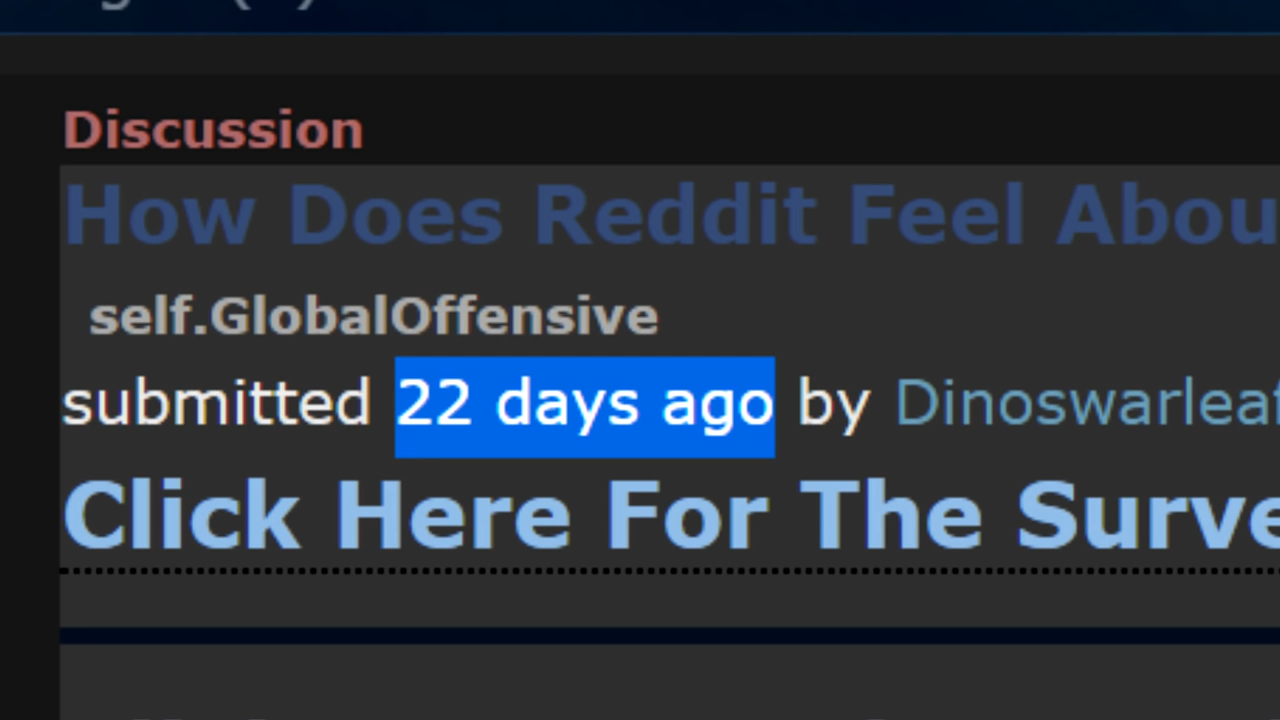 Discussion
How Does Reddit Feel Abou
self.GlobalOffensive
submitted 22 days ago by Dinoswarleaf
Click Here For The Surve